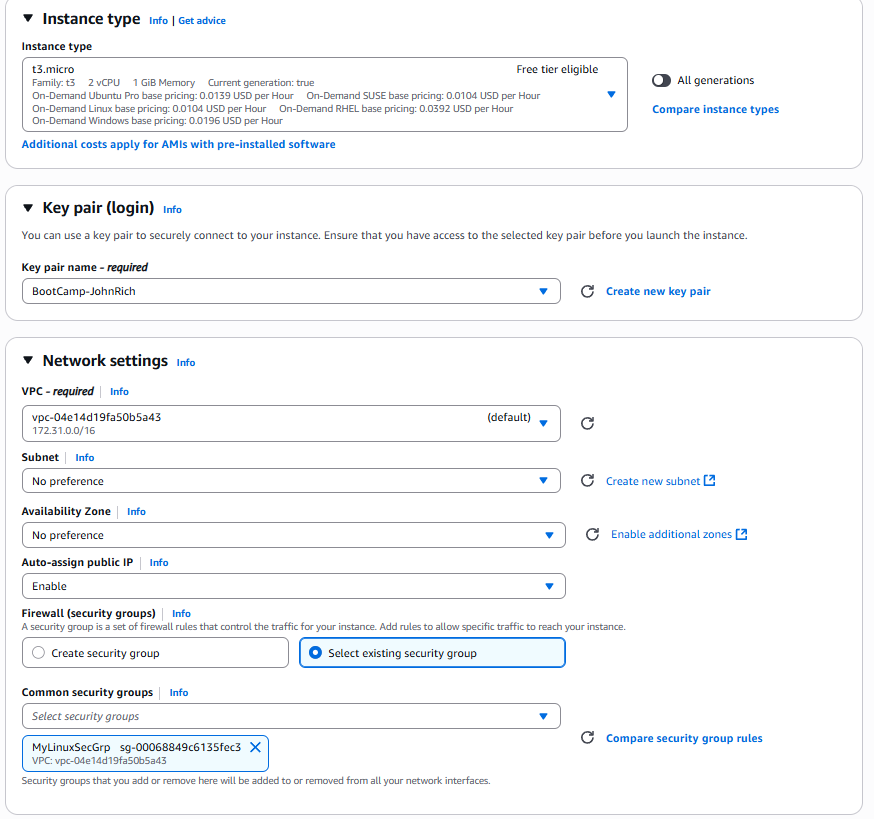 Instance type Info | Get advice
Instance type
t3.micro Free tier eligible
Family: t3 2 vCPU 1 GiB Memory Current generation: true
On-Demand Ubuntu Pro base pricing: 0.0139 USD per Hour On-Demand SUSE base pricing: 0.0104 USD per Hour
On-Demand Linux base pricing: 0.0104 USD per Hour On-Demand RHEL base pricing: 0.0392 USD per Hour
On-Demand Windows base pricing: 0.0196 USD per Hour
All generations
Compare instance types
Additional costs apply for AMIs with pre-installed software
Key pair (login) Info
You can use a key pair to securely connect to your instance. Ensure that you have access to the selected key pair before you launch the instance.
Key pair name - required
BootCamp-JohnRich
Create new key pair
Network settings Info
VPC - required | Info
vpc-04e14d19fa50b5a43 (default)
172.31.0.0/16
Subnet | Info
No preference
Create new subnet
Availability Zone | Info
No preference
Enable additional zones
Auto-assign public IP | Info
Enable
Firewall (security groups) | Info
A security group is a set of firewall rules that control the traffic for your instance. Add rules to allow specific traffic to reach your instance.
Create security group
Select existing security group
Common security groups | Info
Select security groups
MyLinuxSecGrp sg-00068849c6135fec3
VPC: vpc-04e14d19fa50b5a43
Compare security group rules
Security groups that you add or remove here will be added to or removed from all your network interfaces.